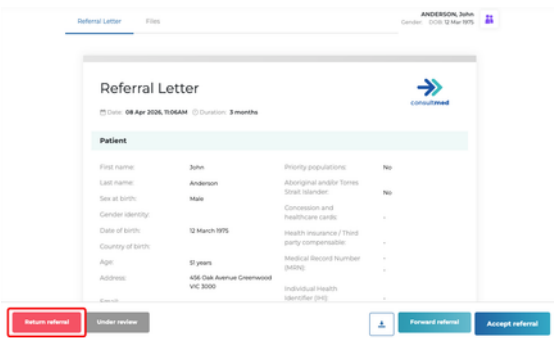 ANDERSON, John
Referral Letter Files
Gender: DOB: 12 Mar 1975
Referral Letter
Date: 08 Apr 2026, 11:06AM Duration: 3 months
consultmed
Patient
First name: John
Last name: Anderson
Sex at birth: Male
Gender identity:
Date of birth: 12 March 1975
Country of birth:
Age: 51 years
Address: 456 Oak Avenue Greenwood
VIC 3000
Email:
Priority populations: No
Aboriginal and/or Torres
Strait Islander: No
Concession and
healthcare cards: -
Health insurance / Third
party compensable: -
Medical Record Number -
(MRN): -
Individual Health
Identifier (IHI): -
Return referral Under review Forward referral Accept referral